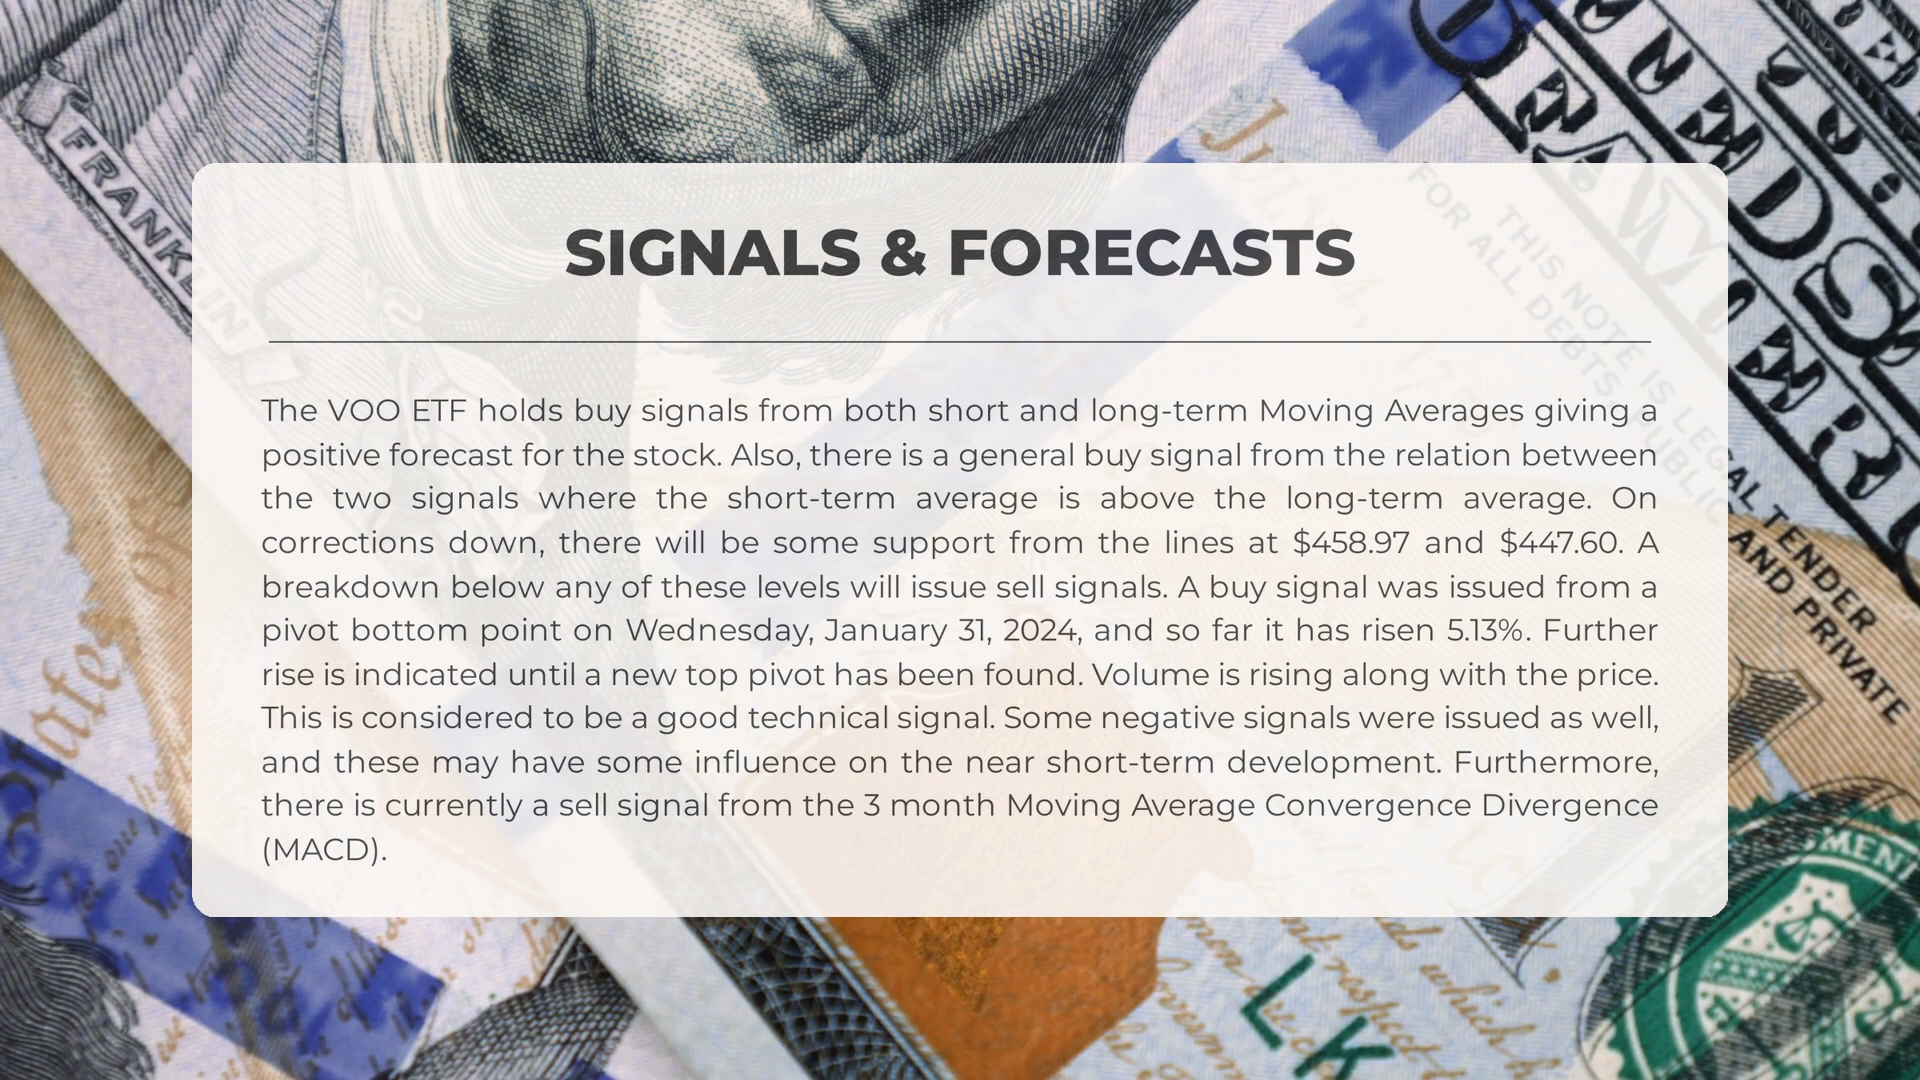 FRANKLIN
SIGNALS & FORECASTS
The VOO ETF holds buy signals from both short and long-term Moving Averages giving a
positive forecast for the stock. Also, there is a general buy signal from the relation between
the two signals where the short-term average is above the long-term average. On
corrections down, there will be some support from the lines at $458.97 and $447.60. A
breakdown below any of these levels will issue sell signals. A buy signal was issued from a
pivot bottom point on Wednesday, January 31, 2024, and so far it has risen 5.13%. Further
rise is indicated until a new top pivot has been found. Volume is rising along with the price.
This is considered to be a good technical signal. Some negative signals were issued as well,
and these may have some influence on the near short-term development. Furthermore,
there is currently a sell signal from the 3 month Moving Average Convergence Divergence
(MACD).
THIS NOTE IS LEGAL TENDER
FOR ALL DEBTS, PUBLIC AND PRIVATE
JULY 4, 177
L K